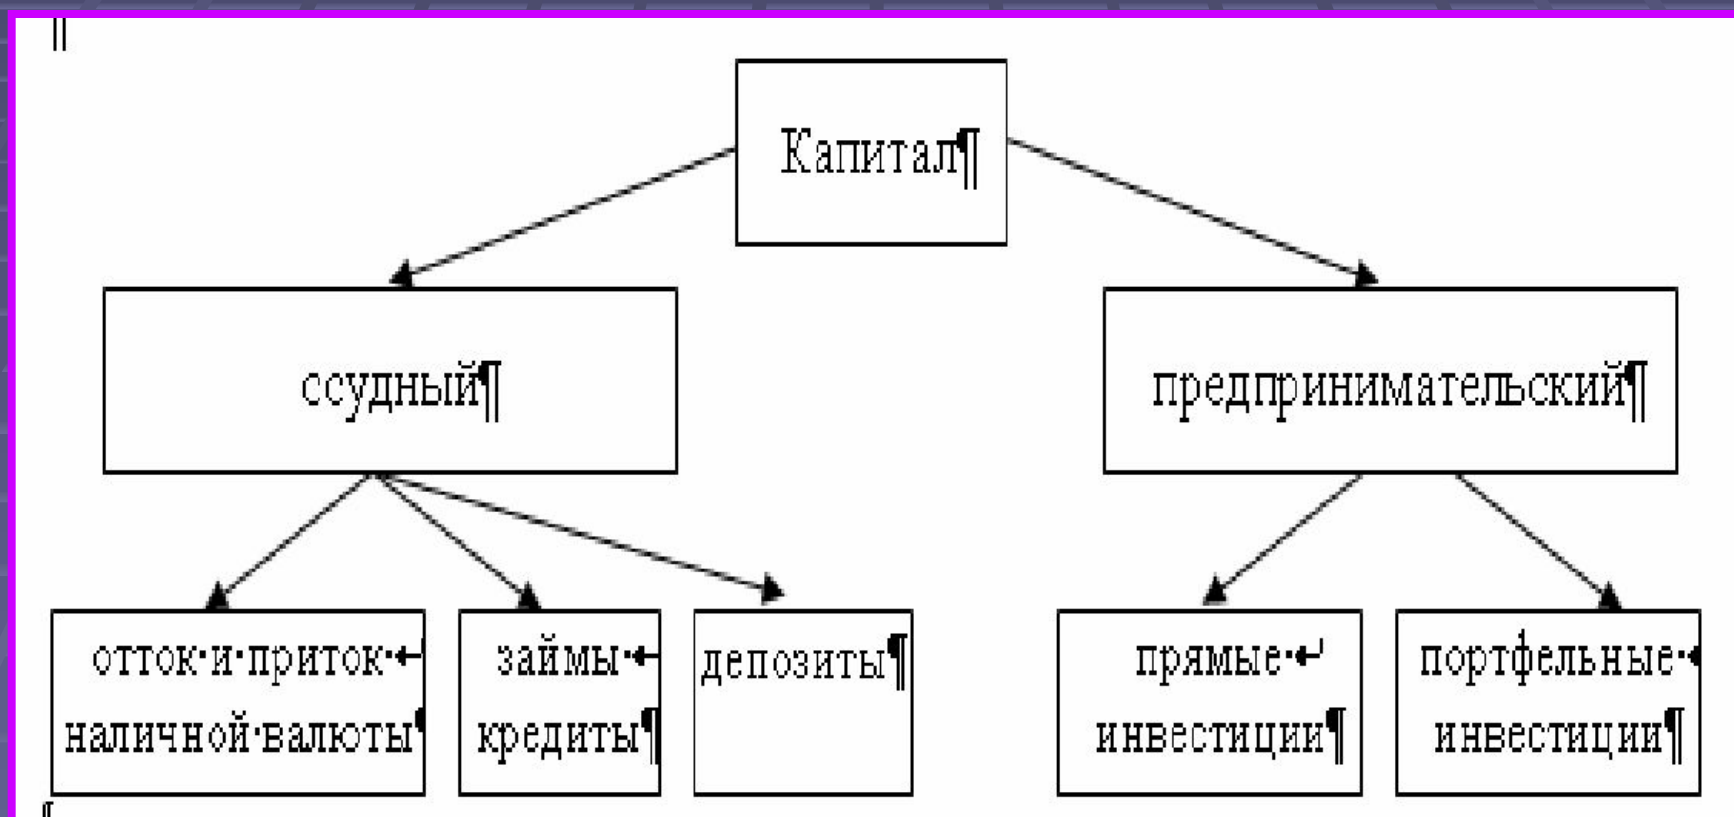 ¶
Капитал¶
ссудный¶
предпринимательский¶
отток·и·приток·↵
наличной·валюты¶
займы·↵
кредиты¶
депозиты¶
прямые·↵
инвестиции¶
портфельные·↵
инвестиции¶
¶